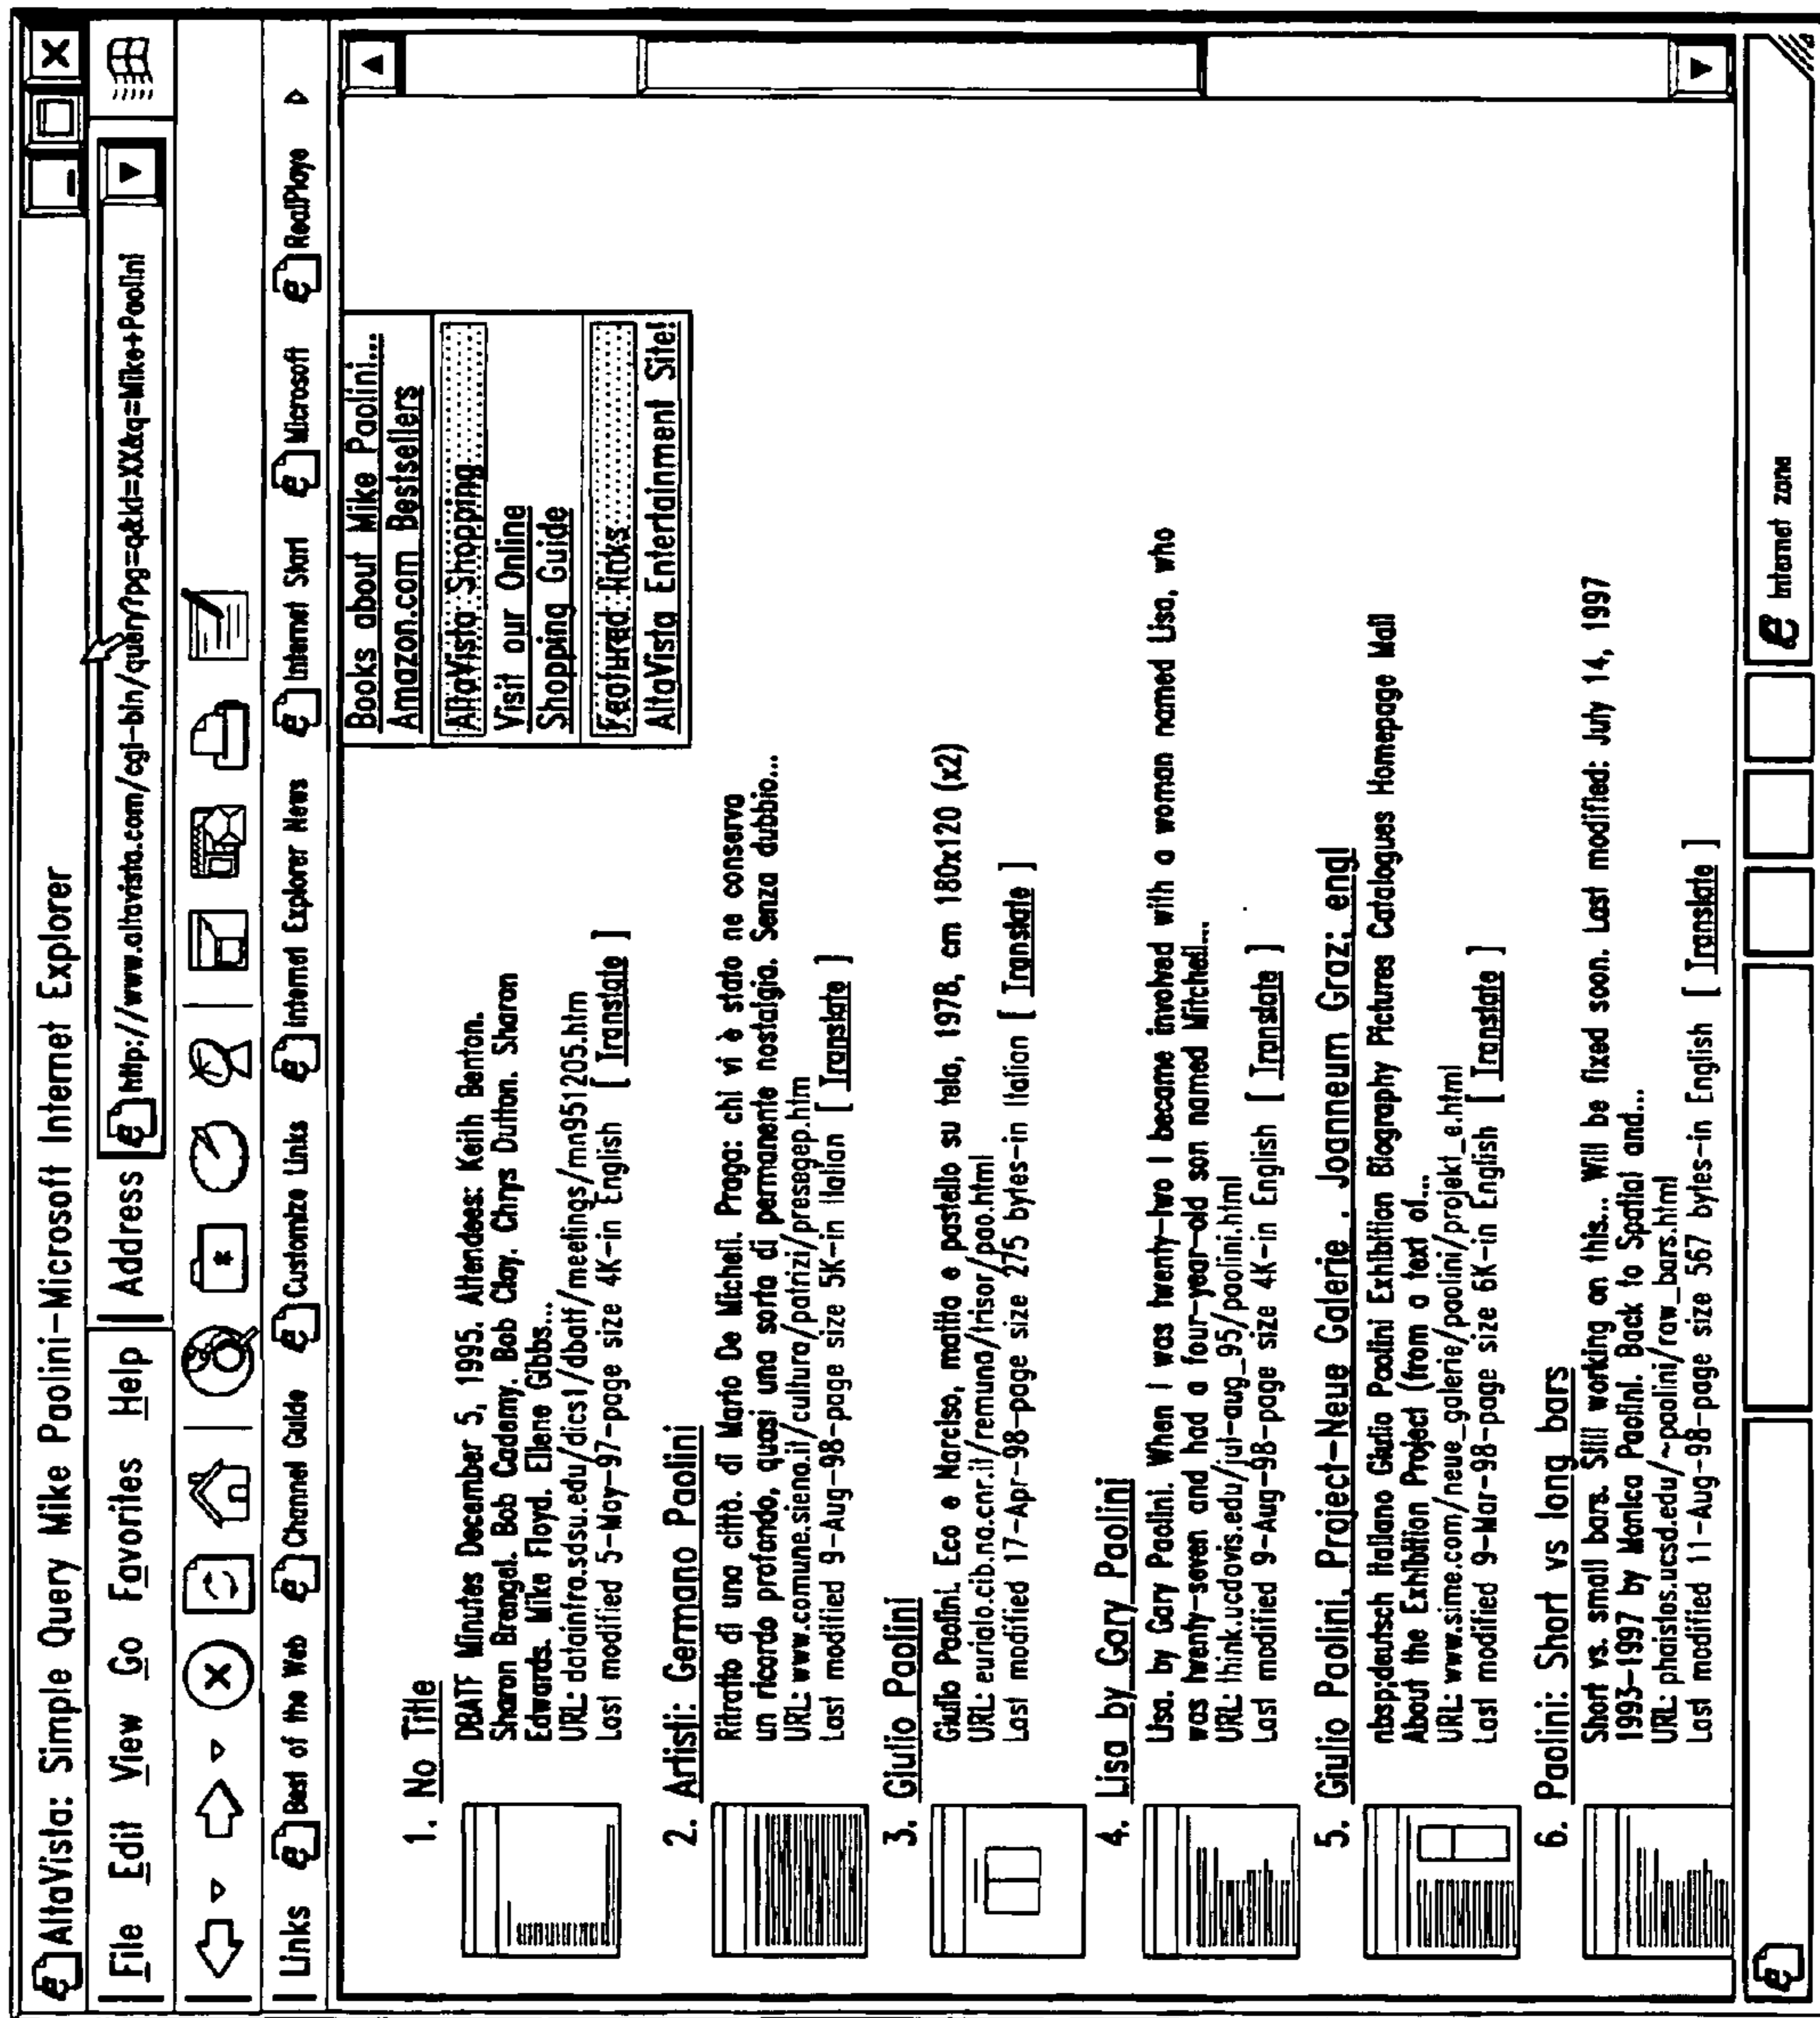 AltaVista: Simple Query Mike Paolini-Microsoft Internet Explorer
File Edit View Go Favorites Help
Address http://www.altavista.com/cgi-bin/query?pg=q&kl=XX&q=Mike+Paolini
Links Best of the Web Channel Guide Customize Links Internet Explorer News Internet Start Microsoft RealPlaye
Books about Mike Paolini...
Amazon.com Bestsellers
AltaVista Shopping
Visit our Online
Shopping Guide
Featured links
AltaVista Entertainment Site!
1. No Title
DBATF Minutes December 5, 1995. Attendees: Keith Benton.
Sharon Brengel. Bob Cademy. Bob Clay. Chrys Dutton. Sharon
Edwards. Mike Floyd. Ellene Gibbs...
URL: datainfra.sdsu.edu/dics1/dbatf/meetings/mn951205.htm
Last modified 5-May-97-page size 4K-in English [ Translate ]
2. Artisti: Germano Paolini
Ritratto di una città. di Mario De Micheli. Praga: chi vi è stato ne conserva
un ricordo profondo, quasi una sorta di permanente nostalgia. Senza dubbio...
URL: www.comune.siena.it/cultura/patrizi/presegep.htm
Last modified 9-Aug-98-page size 5K-in Italian [ Translate ]
3. Giulio Paolini
Giulio Paolini. Eco e Narciso, matita e pastello su tela, 1978, cm 180x120 (x2)
URL: eurialo.cib.na.cnr.it/remuna/irisor/pao.html
Last modified 17-Apr-98-page size 275 bytes-in Italian [ Translate ]
4. Lisa by Gary Paolini
Lisa. by Gary Paolini. When I was twenty-two I became involved with a woman named Lisa, who
was twenty-seven and had a four-year-old son named Mitchell...
URL: think.ucdavis.edu/jul-aug_95/paolini.html
Last modified 9-Aug-98-page size 4K-in English [ Translate ]
5. Giulio Paolini, Project-Neue Galerie . Joanneum Graz; engl
nbsp;deutsch Italiano Giulio Paolini Exhibition Biography Pictures Catalogues Homepage Mail
About the Exhibition Project (from a text of...
URL: www.sime.com/neue_galerie/paolini/projekt_e.html
Last modified 9-Mar-98-page size 6K-in English [ Translate ]
6. Paolini: Short vs long bars
Short vs. small bars. Still working on this... Will be fixed soon. Last modified: July 14, 1997
1993-1997 by Monica Paolini. Back to Spatial and...
URL: phaistos.ucsd.edu/~paolini/raw_bars.html
Last modified 11-Aug-98-page size 567 bytes-in English [ Translate ]
Internet zone